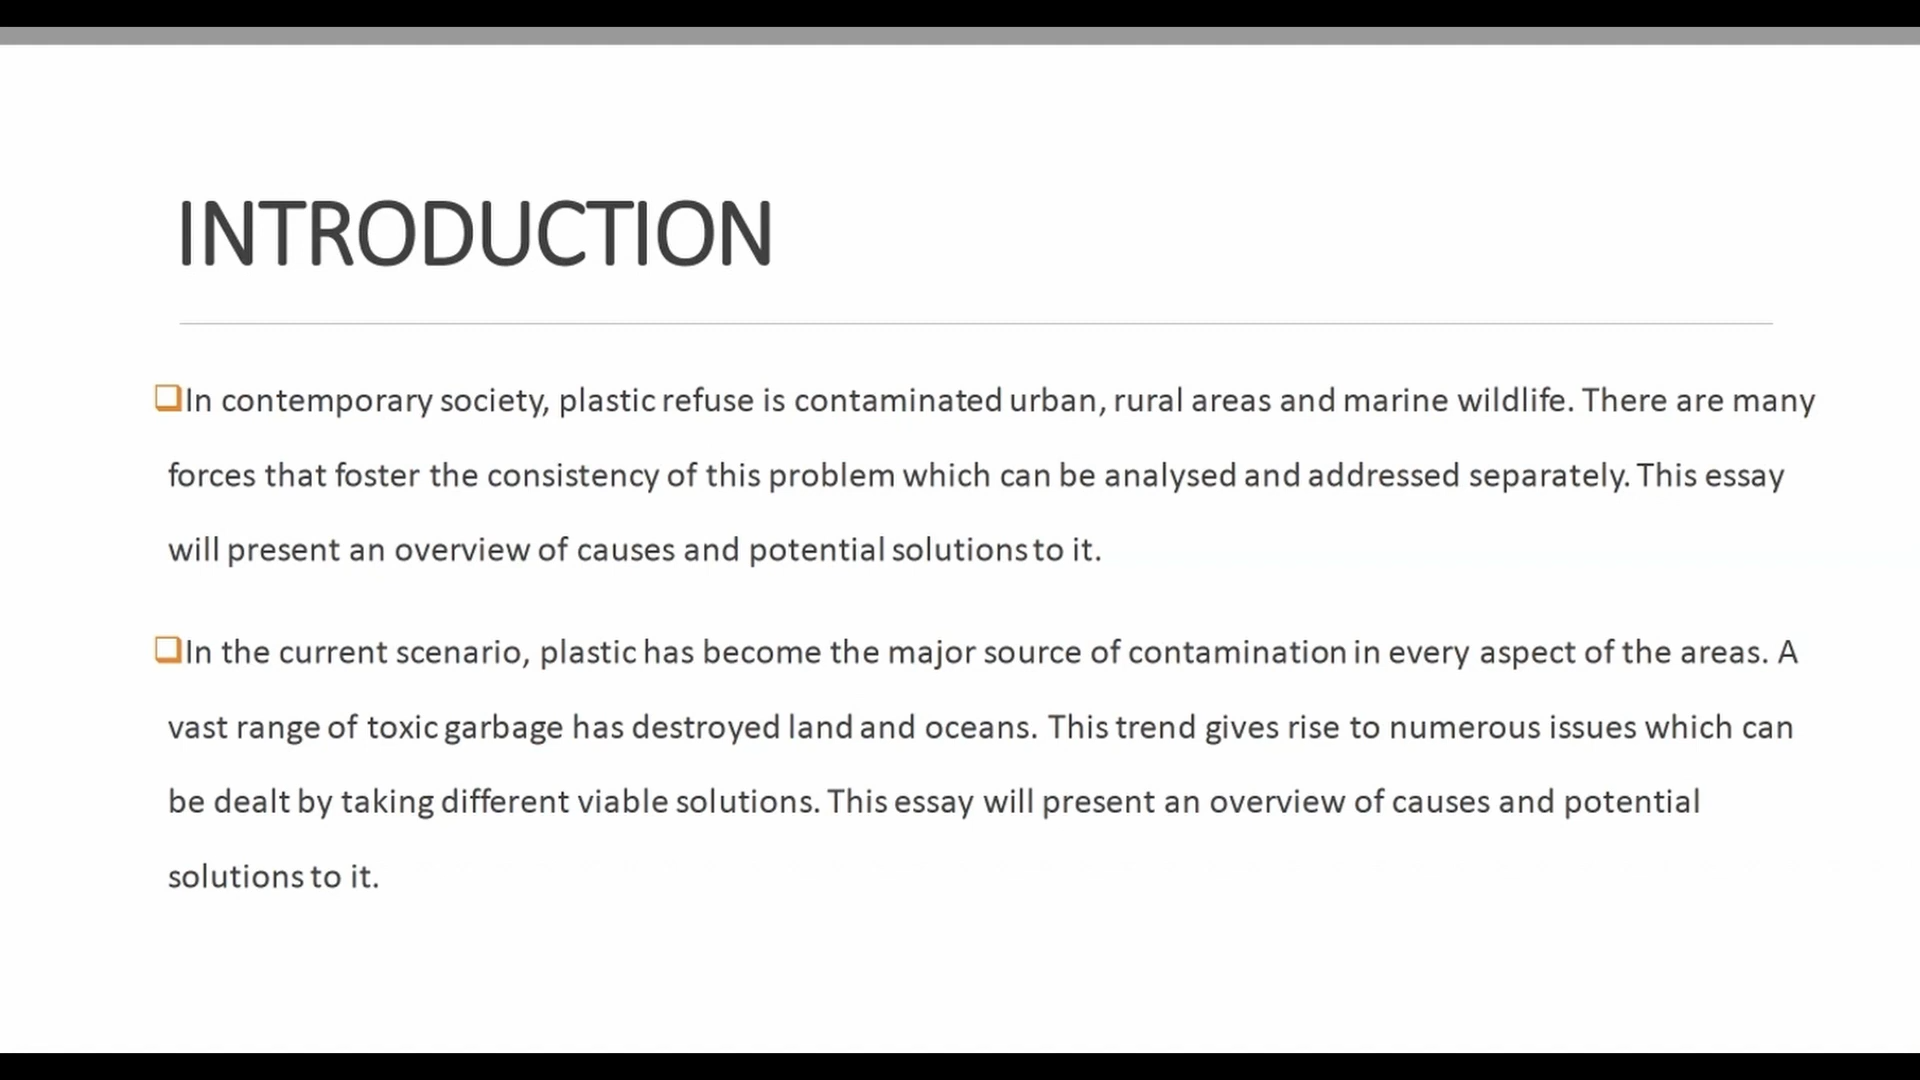 INTRODUCTION
In contemporary society, plastic refuse is contaminated urban, rural areas and marine wildlife. There are many
forces that foster the consistency of this problem which can be analysed and addressed separately. This essay
will present an overview of causes and potential solutions to it.
In the current scenario, plastic has become the major source of contamination in every aspect of the areas. A
vast range of toxic garbage has destroyed land and oceans. This trend gives rise to numerous issues which can
be dealt by taking different viable solutions. This essay will present an overview of causes and potential
solutions to it.